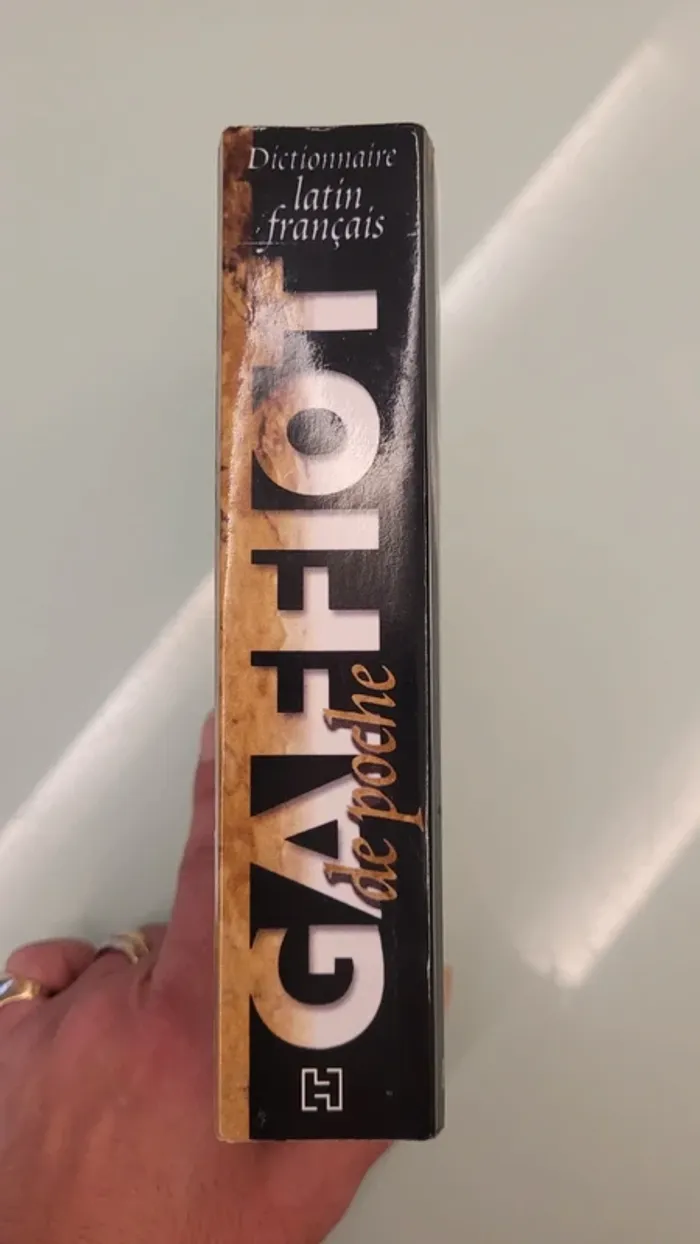 Dictionnaire
latin
français
GAFFIOT
de poche